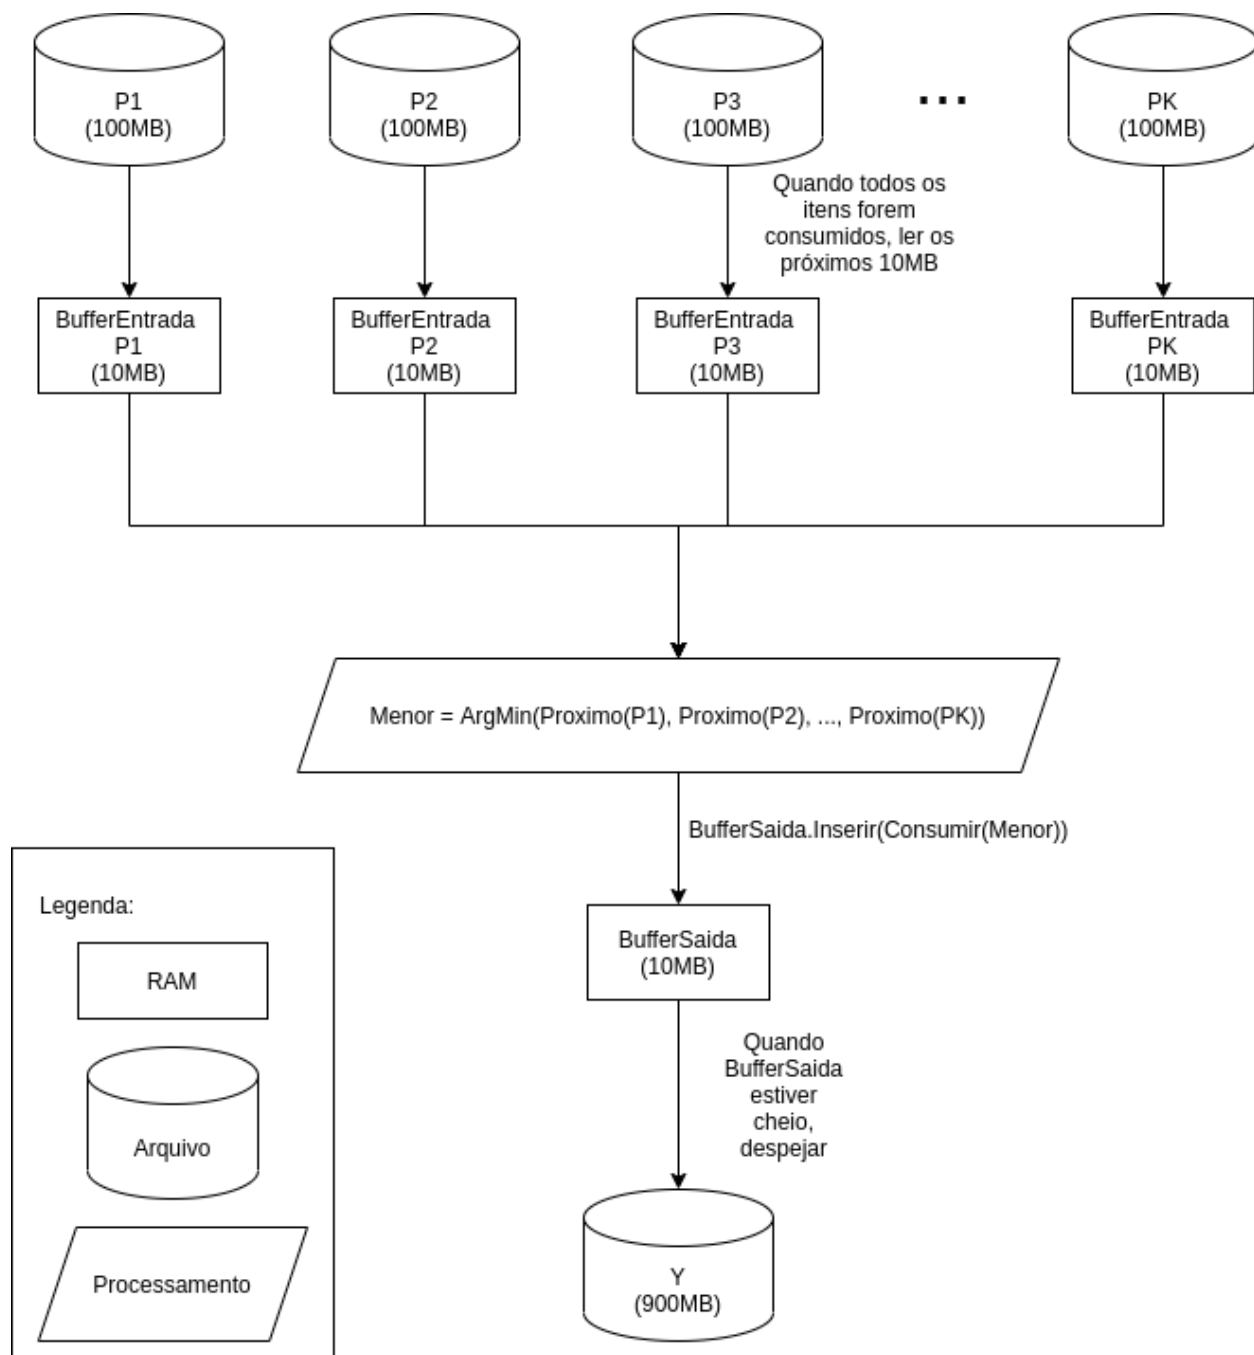 P1
(100MB)
P2
(100MB)
P3
(100MB)
...
PK
(100MB)
Quando todos os
itens forem
consumidos, ler os
próximos 10MB
BufferEntrada
P1
(10MB)
BufferEntrada
P2
(10MB)
BufferEntrada
P3
(10MB)
BufferEntrada
PK
(10MB)
Menor = ArgMin(Proximo(P1), Proximo(P2), ..., Proximo(PK))
BufferSaida.Inserir(Consumir(Menor))
BufferSaida
(10MB)
Quando
BufferSaida
estiver
cheio,
despejar
Y
(900MB)
Legenda:
RAM
Arquivo
Processamento